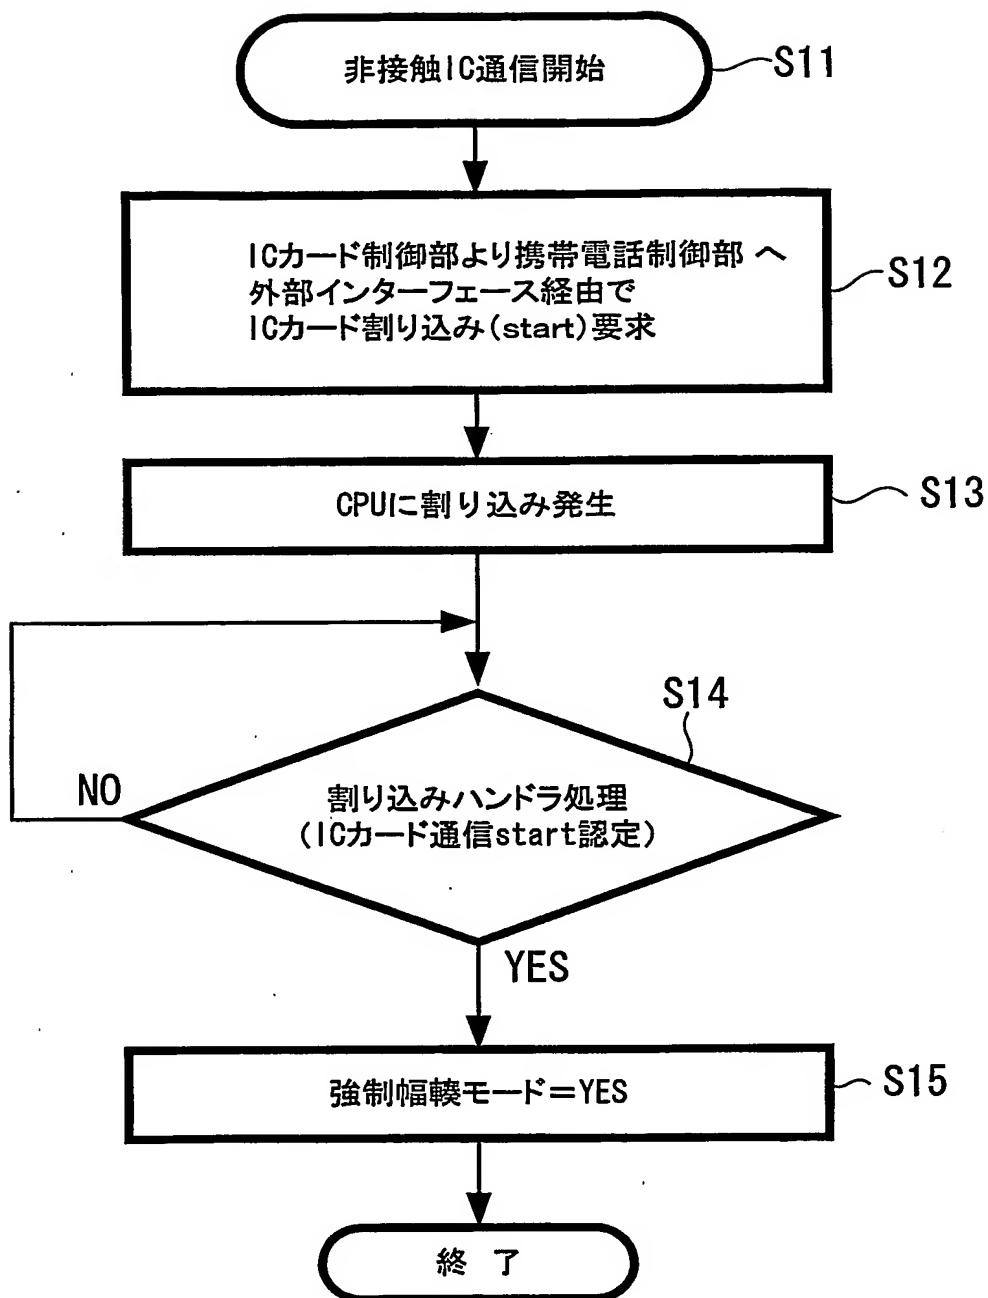 非接触IC通信開始
S11
ICカード制御部より携帯電話制御部へ
外部インターフェース経由で
ICカード割り込み(start)要求
S12
CPUに割り込み発生
S13
S14
割り込みハンドラ処理
(ICカード通信start認定)
NO
YES
強制幅輳モード=YES
S15
終了